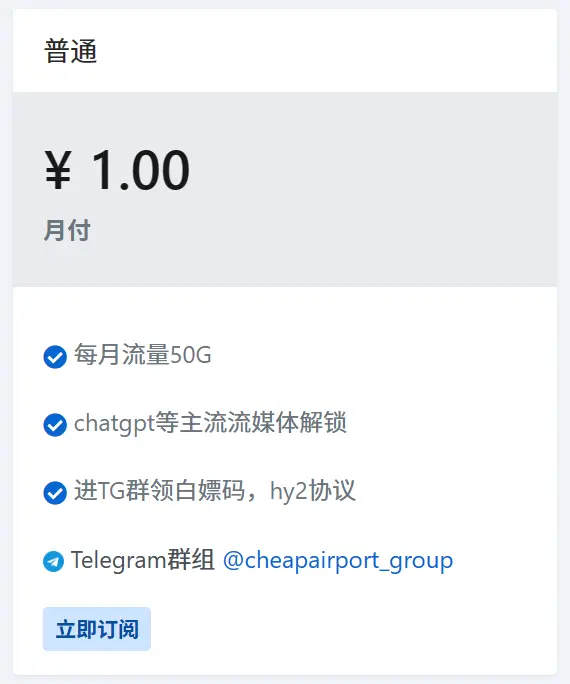 普通
¥ 1.00
月付
每月流量50G
chatgpt等主流流媒体解锁
进TG群领白嫖码，hy2协议
Telegram群组 @cheapairport_group
立即订阅